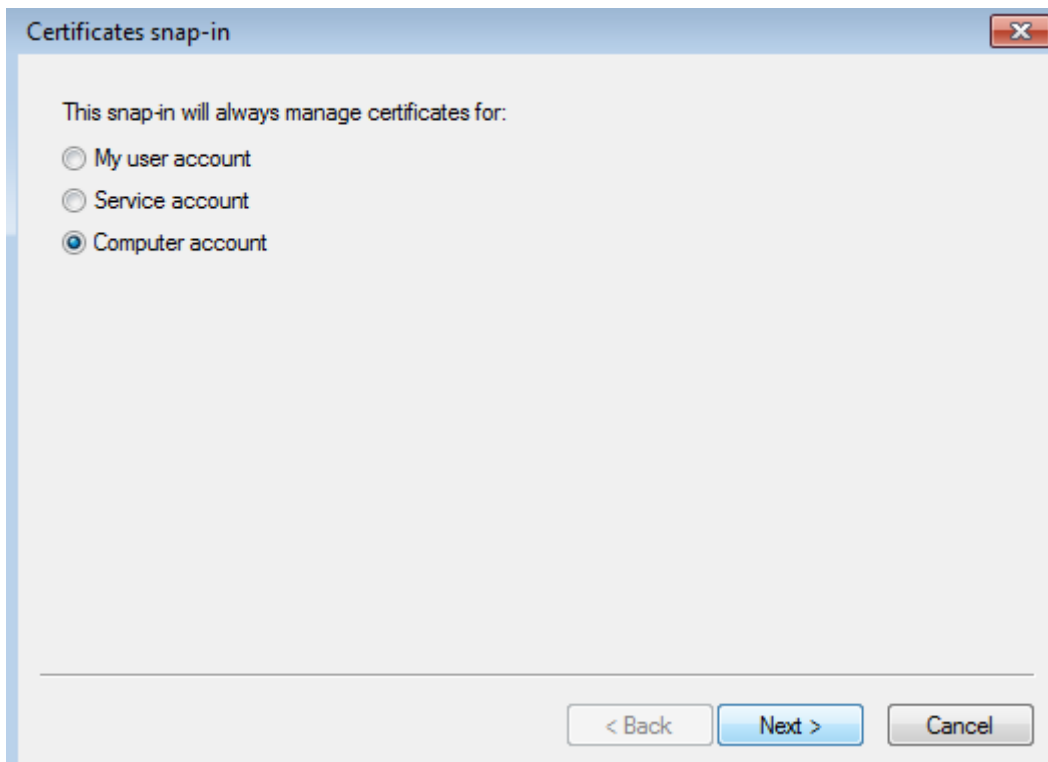 Certificates snap-in
This snap-in will always manage certificates for:
My user account
Service account
Computer account
< Back Next > Cancel